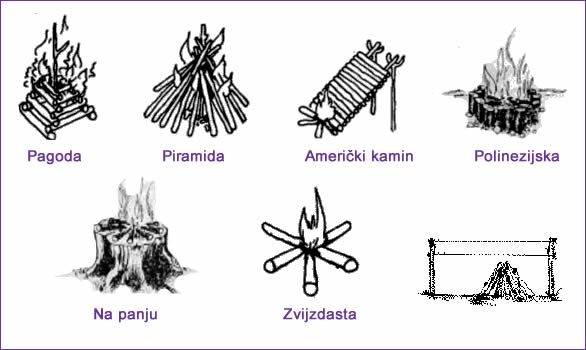 Pagoda
Piramida
Američki kamin
Polinezijska
Na panju
Zvijzdasta